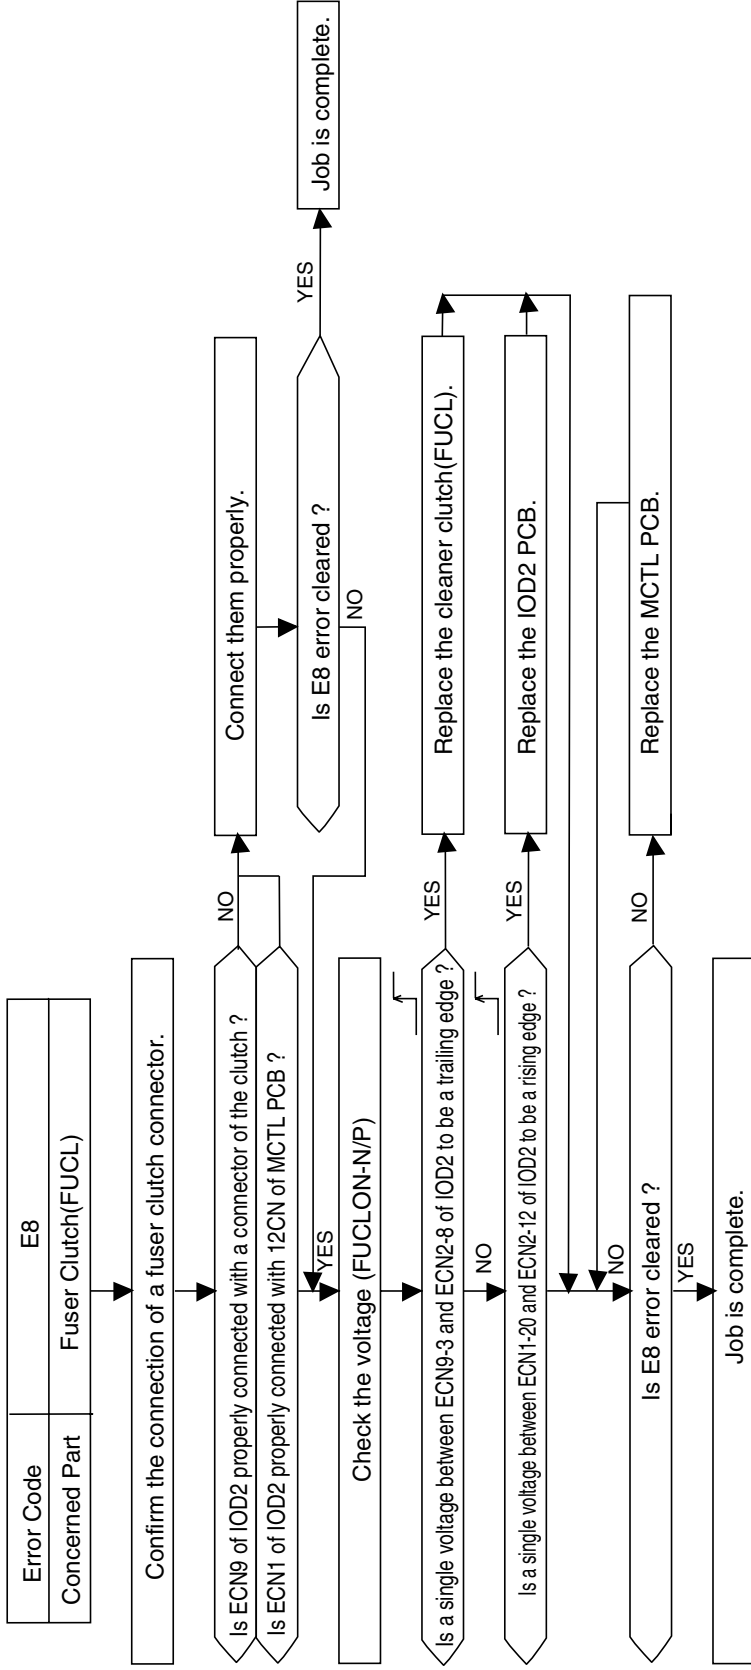 Error Code
E8
Concerned Part
Fuser Clutch(FUCL)
Confirm the connection of a fuser clutch connector.
Is ECN9 of IOD2 properly connected with a connector of the clutch ?
Is ECN1 of IOD2 properly connected with 12CN of MCTL PCB ?
NO
Connect them properly.
Is E8 error cleared ?
YES
Job is complete.
NO
YES
Check the voltage (FUCLON-N/P)
Is a single voltage between ECN9-3 and ECN2-8 of IOD2 to be a trailing edge ?
YES
Replace the cleaner clutch(FUCL).
NO
Is a single voltage between ECN1-20 and ECN2-12 of IOD2 to be a rising edge ?
YES
Replace the IOD2 PCB.
NO
Is E8 error cleared ?
NO
Replace the MCTL PCB.
YES
Job is complete.